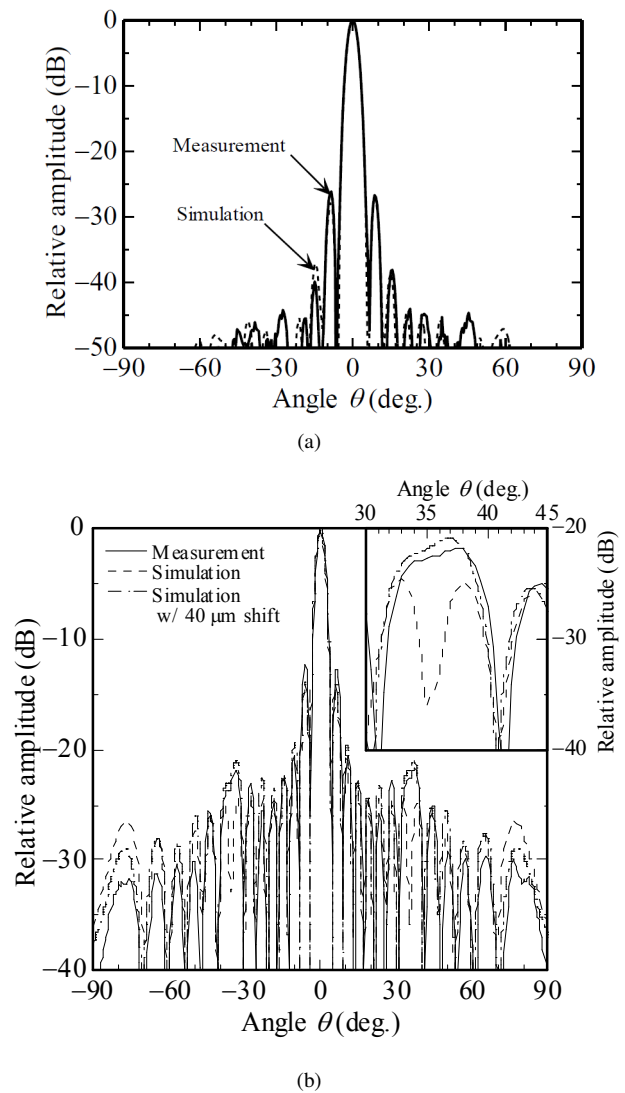 0
−10
−20
−30
−40
−50
Relative amplitude (dB)
Measurement
Simulation
−90 −60 −30 0 30 60 90
Angle θ (deg.)
(a)
Angle θ (deg.)
30 35 40 45
−20
−30
−40
Relative amplitude (dB)
0
−10
−20
−30
−40
Relative amplitude (dB)
Measurement
Simulation
Simulation
w/ 40 μm shift
−90 −60 −30 0 30 60 90
Angle θ (deg.)
(b)